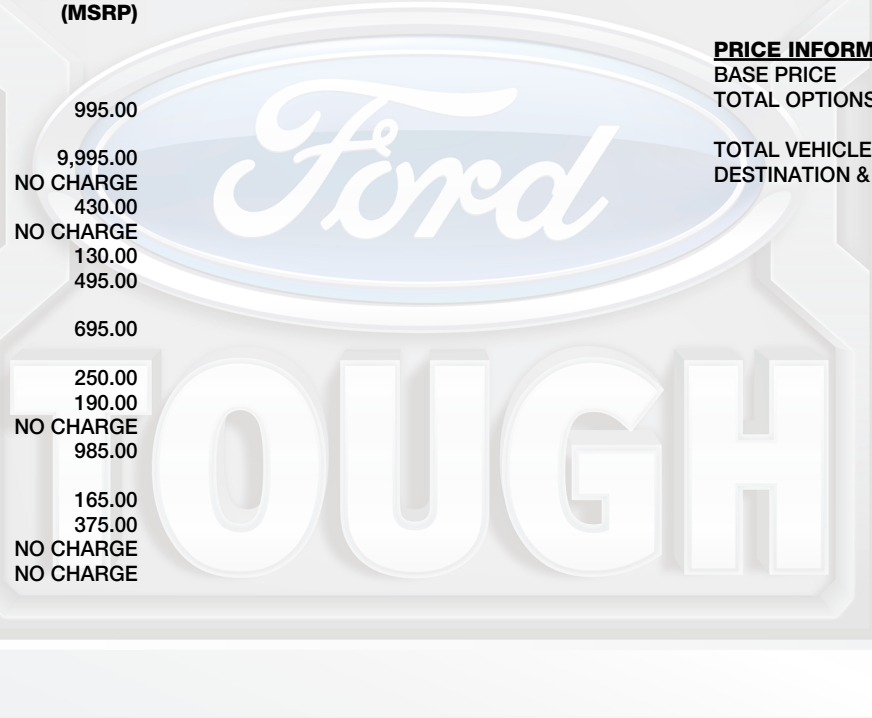 (MSRP)
995.00
9,995.00
NO CHARGE
430.00
NO CHARGE
130.00
495.00
695.00
250.00
190.00
NO CHARGE
985.00
165.00
375.00
NO CHARGE
NO CHARGE
PRICE INFORM
BASE PRICE
TOTAL OPTIONS
TOTAL VEHICLE
DESTINATION &
Ford
TOUGH